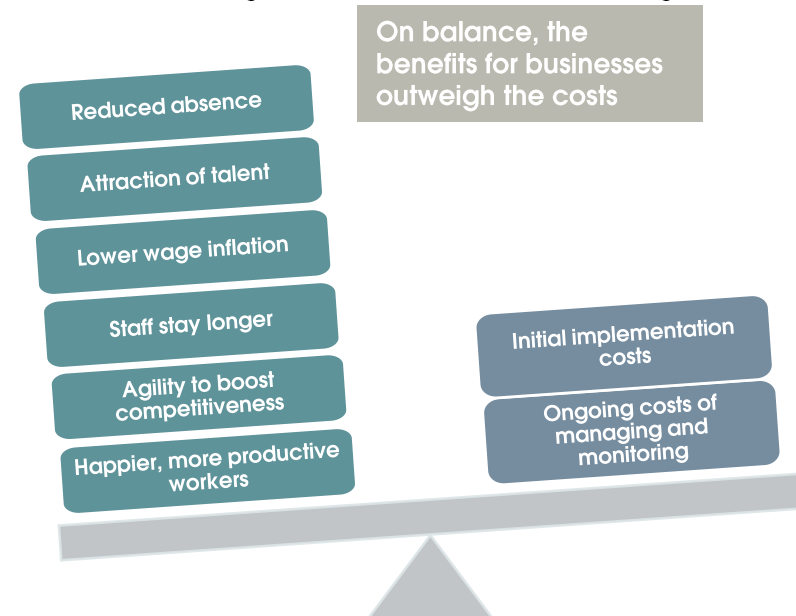 On balance, the
benefits for businesses
outweigh the costs
Reduced absence
Attraction of talent
Lower wage inflation
Staff stay longer
Agility to boost
competitiveness
Happier, more productive
workers
Initial implementation
costs
Ongoing costs of
managing and
monitoring